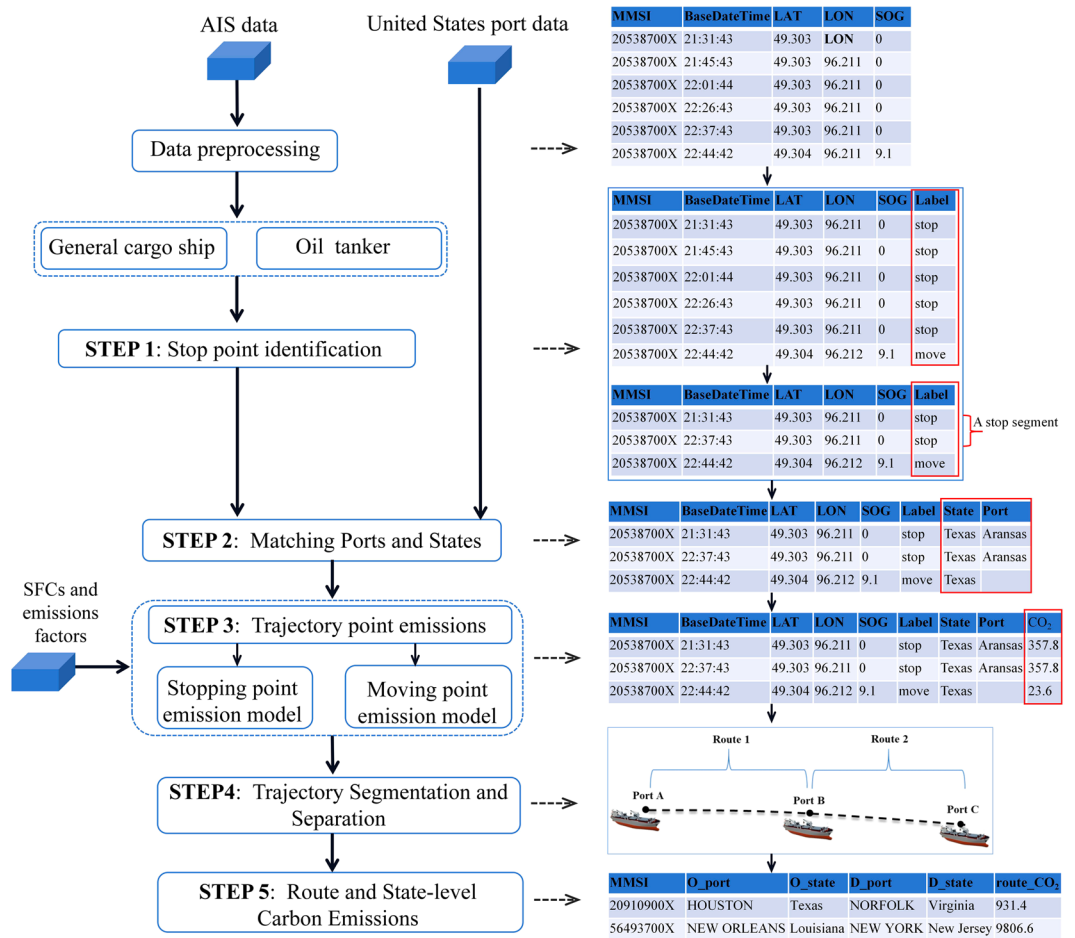 AIS data
United States port data
Data preprocessing
General cargo ship
Oil tanker
STEP 1: Stop point identification
STEP 2: Matching Ports and States
SFCs and
emissions
factors
STEP 3: Trajectory point emissions
Stopping point
emission model
Moving point
emission model
STEP4: Trajectory Segmentation and
Separation
STEP 5: Route and State-level
Carbon Emissions
MMSI BaseDateTime LAT LON SOG
20538700X 21:31:43 49.303 LON 0
20538700X 21:45:43 49.303 96.211 0
20538700X 22:01:44 49.303 96.211 0
20538700X 22:26:43 49.303 96.211 0
20538700X 22:37:43 49.303 96.211 0
20538700X 22:44:42 49.304 96.211 9.1
MMSI BaseDateTime LAT LON SOG Label
20538700X 21:31:43 49.303 96.211 0 stop
20538700X 21:45:43 49.303 96.211 0 stop
20538700X 22:01:44 49.303 96.211 0 stop
20538700X 22:26:43 49.303 96.211 0 stop
20538700X 22:37:43 49.303 96.211 0 stop
20538700X 22:44:42 49.304 96.212 9.1 move
MMSI BaseDateTime LAT LON SOG Label
20538700X 21:31:43 49.303 96.211 0 stop
20538700X 22:37:43 49.303 96.211 0 stop
20538700X 22:44:42 49.304 96.212 9.1 move
A stop segment
MMSI BaseDateTime LAT LON SOG Label State Port
20538700X 21:31:43 49.303 96.211 0 stop Texas Aransas
20538700X 22:37:43 49.303 96.211 0 stop Texas Aransas
20538700X 22:44:42 49.304 96.212 9.1 move Texas
MMSI BaseDateTime LAT LON SOG Label State Port CO₂
20538700X 21:31:43 49.303 96.211 0 stop Texas Aransas 357.8
20538700X 22:37:43 49.303 96.211 0 stop Texas Aransas 357.8
20538700X 22:44:42 49.304 96.212 9.1 move Texas 23.6
Route 1 Route 2
Port A
Port B
Port C
MMSI O_port O_state D_port D_state route_CO₂
20910900X HOUSTON Texas NORFOLK Virginia 931.4
56493700X NEW ORLEANS Louisiana NEW YORK New Jersey 9806.6